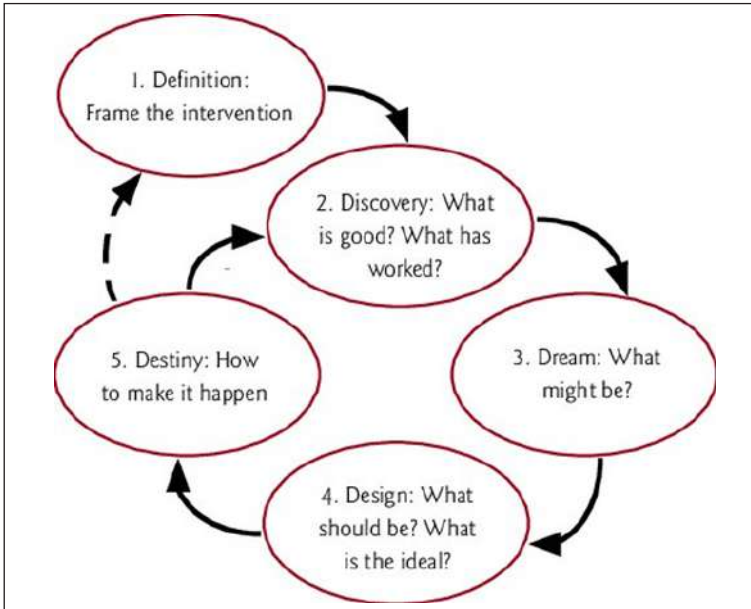 1. Definition:
Frame the intervention
2. Discovery: What
is good? What has
worked?
3. Dream: What
might be?
4. Design: What
should be? What
is the ideal?
5. Destiny: How
to make it happen